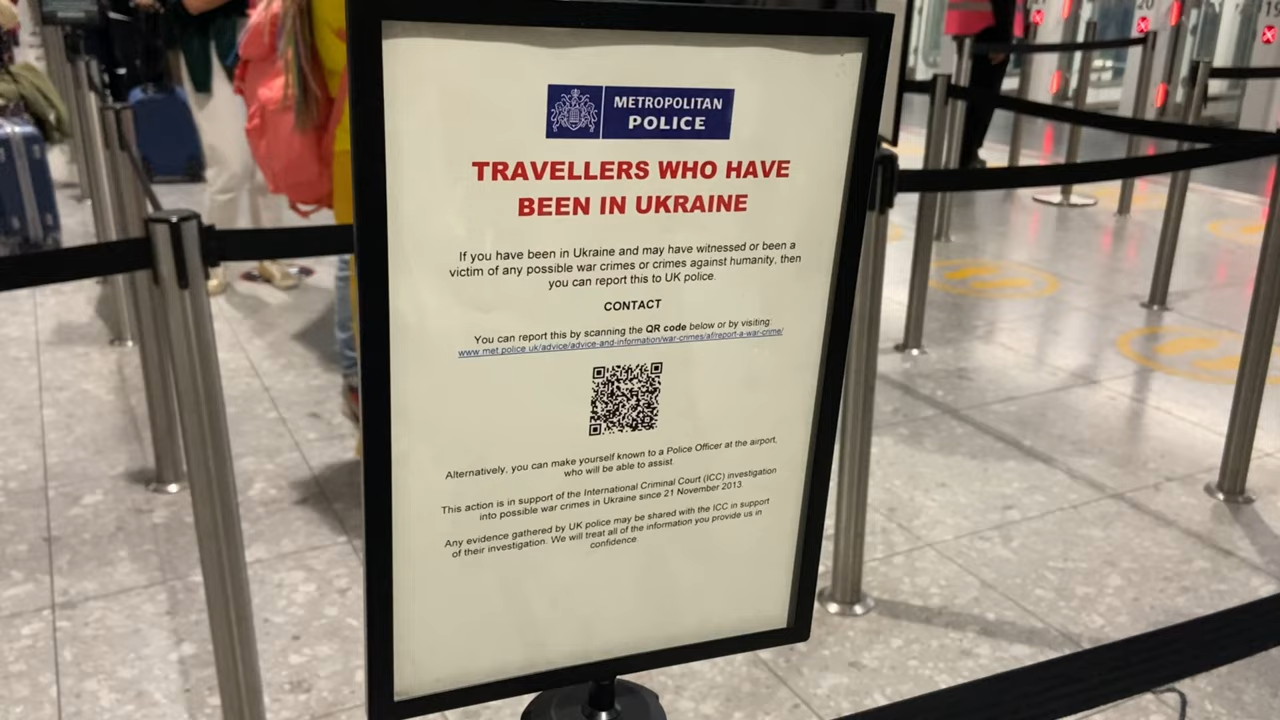 METROPOLITAN
POLICE
TRAVELLERS WHO HAVE
BEEN IN UKRAINE
If you have been in Ukraine and may have witnessed or been a
victim of any possible war crimes or crimes against humanity, then
you can report this to UK police.
CONTACT
You can report this by scanning the QR code below or by visiting:
www.met.police.uk/advice/advice-and-information/war-crimes/af/report-a-war-crime/
Alternatively, you can make yourself known to a Police Officer at the airport,
who will be able to assist.
This action is in support of the International Criminal Court (ICC) investigation
into possible war crimes in Ukraine since 21 November 2013.
Any evidence gathered by UK police may be shared with the ICC in support
of their investigation. We will treat all of the information you provide us in
confidence.